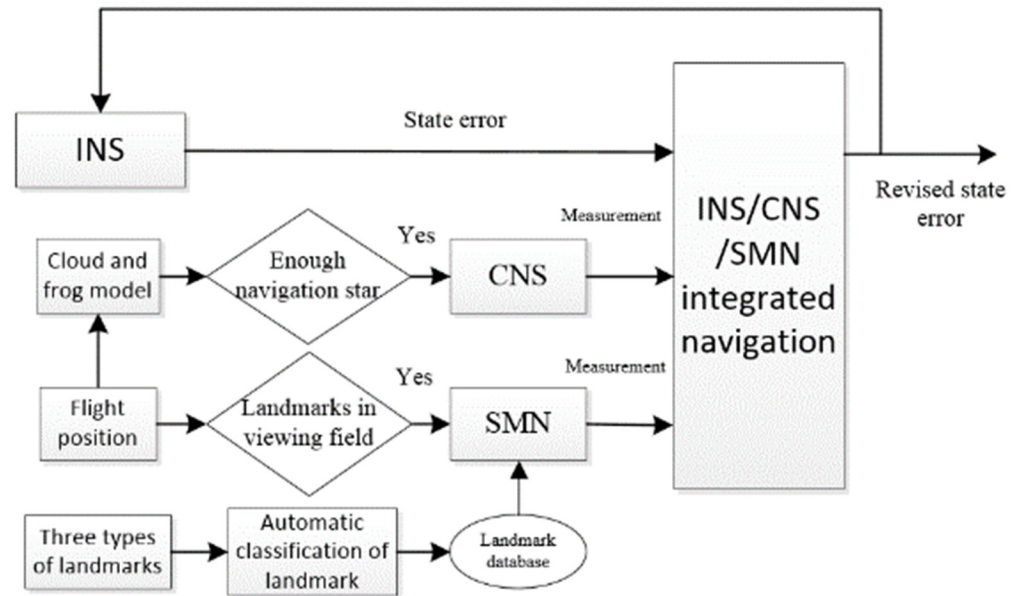 INS
State error
Revised state
error
Measurement
Cloud and
frog model
Enough
navigation star
Yes
CNS
INS/CNS
/SMN
integrated
navigation
Measurement
Flight
position
Landmarks in
viewing field
Yes
SMN
Three types
of landmarks
Automatic
classification of
landmark
Landmark
database